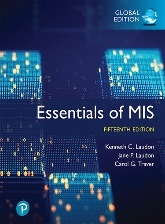 GLOBAL
EDITION
Essentials of MIS
FIFTEENTH EDITION
Kenneth C. Laudon
Jane P. Laudon
Carol G. Traver
P